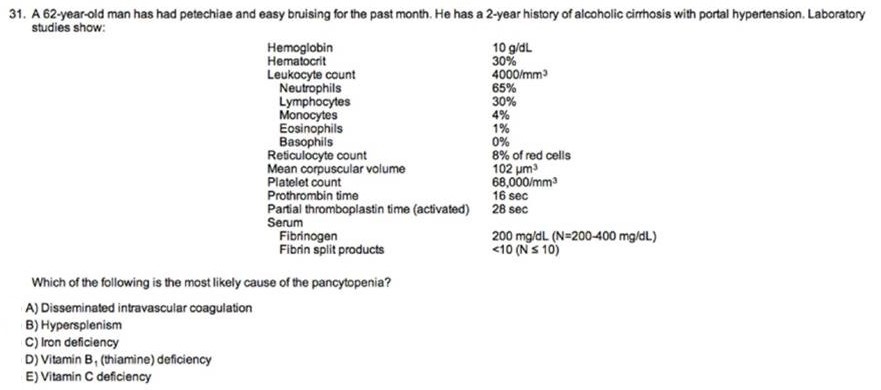 31. A 62-year-old man has had petechiae and easy bruising for the past month. He has a 2-year history of alcoholic cirrhosis with portal hypertension. Laboratory
studies show:
Hemoglobin 10 g/dL
Hematocrit 30%
Leukocyte count 4000/mm³
Neutrophils 65%
Lymphocytes 30%
Monocytes 4%
Eosinophils 1%
Basophils 0%
Reticulocyte count 8% of red cells
Mean corpuscular volume 102 µm³
Platelet count 68,000/mm³
Prothrombin time 16 sec
Partial thromboplastin time (activated) 28 sec
Serum
Fibrinogen 200 mg/dL (N=200-400 mg/dL)
Fibrin split products <10 (N ≤ 10)
Which of the following is the most likely cause of the pancytopenia?
A) Disseminated intravascular coagulation
B) Hypersplenism
C) Iron deficiency
D) Vitamin B₁ (thiamine) deficiency
E) Vitamin C deficiency